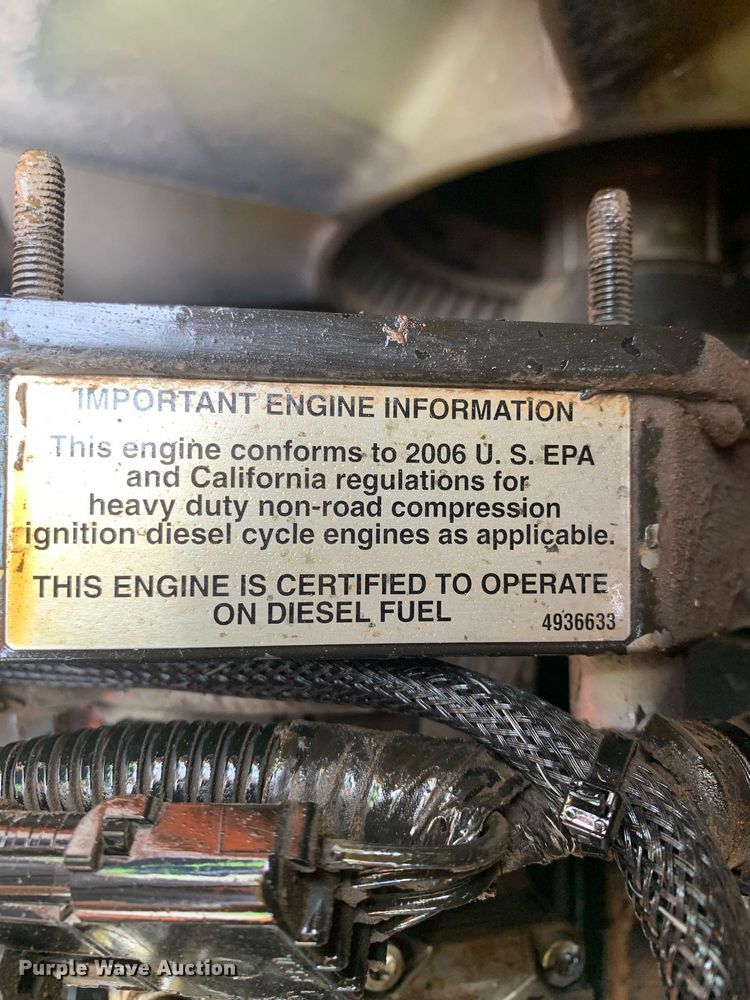 IMPORTANT ENGINE INFORMATION
This engine conforms to 2006 U. S. EPA
and California regulations for
heavy duty non-road compression
ignition diesel cycle engines as applicable.
THIS ENGINE IS CERTIFIED TO OPERATE
ON DIESEL FUEL
4936633
Purple Wave Auction